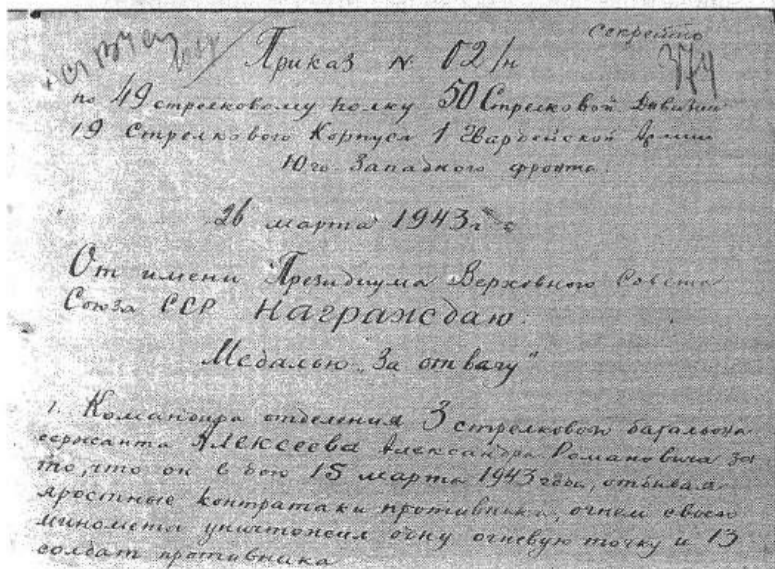 Секретно
374
Приказ № 02/н
по 49 стрелковому полку 50 Стрелковой Дивизии
19 Стрелкового Корпуса 1 Гвардейской Армии
Юго-Западного фронта.
26 марта 1943 г
От имени Президиума Верховного Совета
Союза ССР Награждаю:
Медалью „За отвагу"
1. Командира отделения 3 стрелкового батальона
сержанта Алексеева Александра Романовича за
то, что он в бою 15 марта 1943 года, отбивая
яростные контратаки противника, огнем своего
миномета уничтожил одну огневую точку и 13
солдат противника